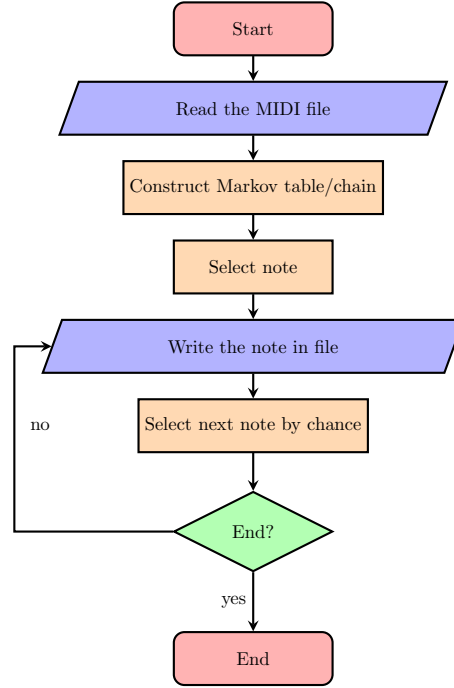 Start
Read the MIDI file
Construct Markov table/chain
Select note
Write the note in file
no
Select next note by chance
End?
yes
End